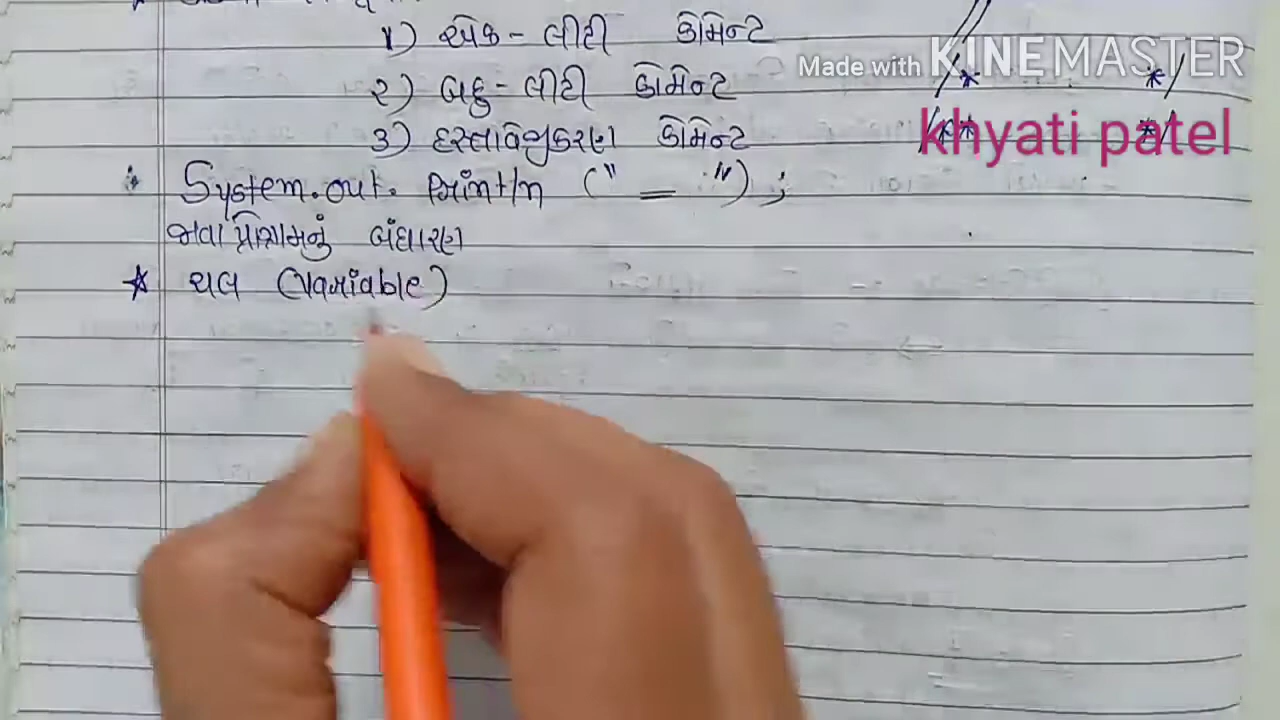 ૧) એક - લીટી કોમેન્ટ //
૨) બહુ - લીટી કોમેન્ટ /* */
૩) દસ્તાવેજીકરણ કોમેન્ટ /** */
Made with KINEMASTER
khyati patel
System.out.println (" = ") ;
જાવા પ્રોગ્રામનું બંધારણ
* ચલ (Variable)